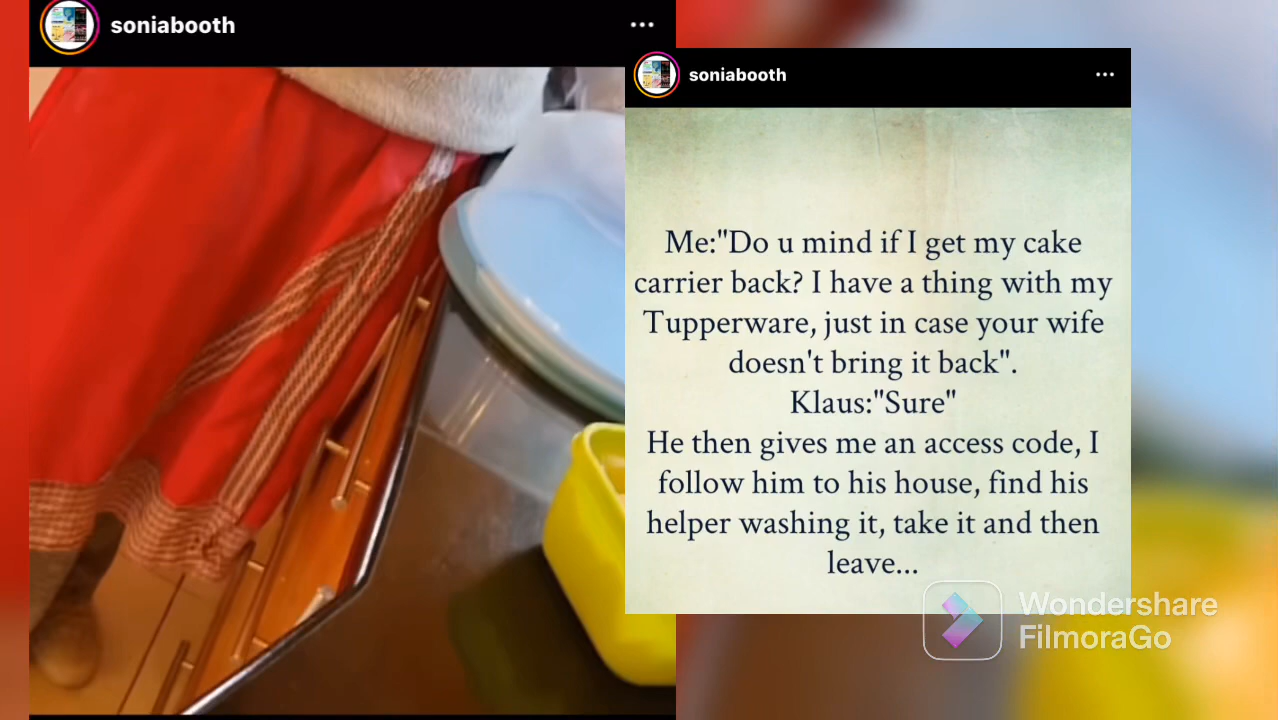 soniabooth
soniabooth
Me:"Do u mind if I get my cake
carrier back? I have a thing with my
Tupperware, just in case your wife
doesn't bring it back".
Klaus:"Sure"
He then gives me an access code, I
follow him to his house, find his
helper washing it, take it and then
leave...
Wondershare
FilmoraGo